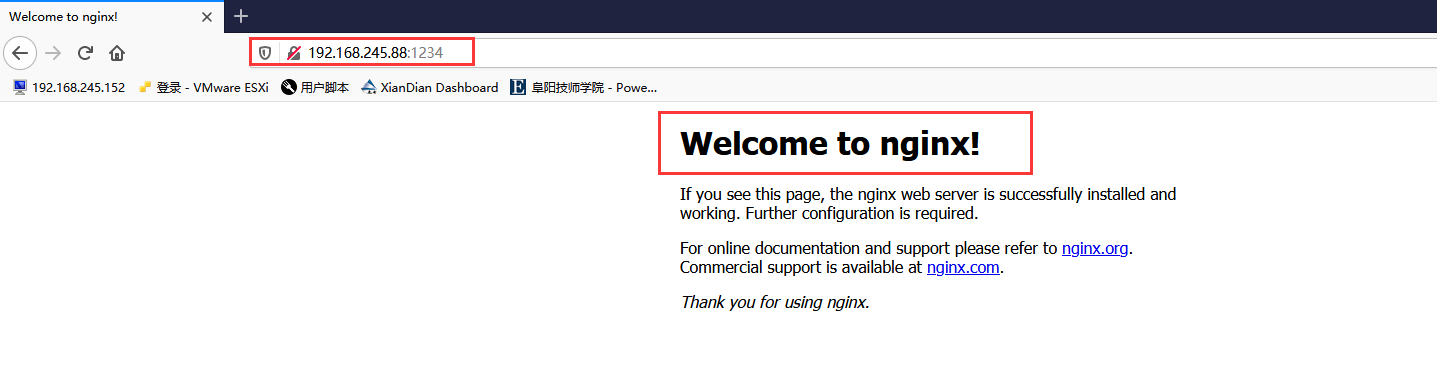 Welcome to nginx!
192.168.245.88:1234
192.168.245.152 登录 - VMware ESXi 用户脚本 XianDian Dashboard E 阜阳技师学院 - Powe...
Welcome to nginx!
If you see this page, the nginx web server is successfully installed and
working. Further configuration is required.
For online documentation and support please refer to nginx.org.
Commercial support is available at nginx.com.
Thank you for using nginx.